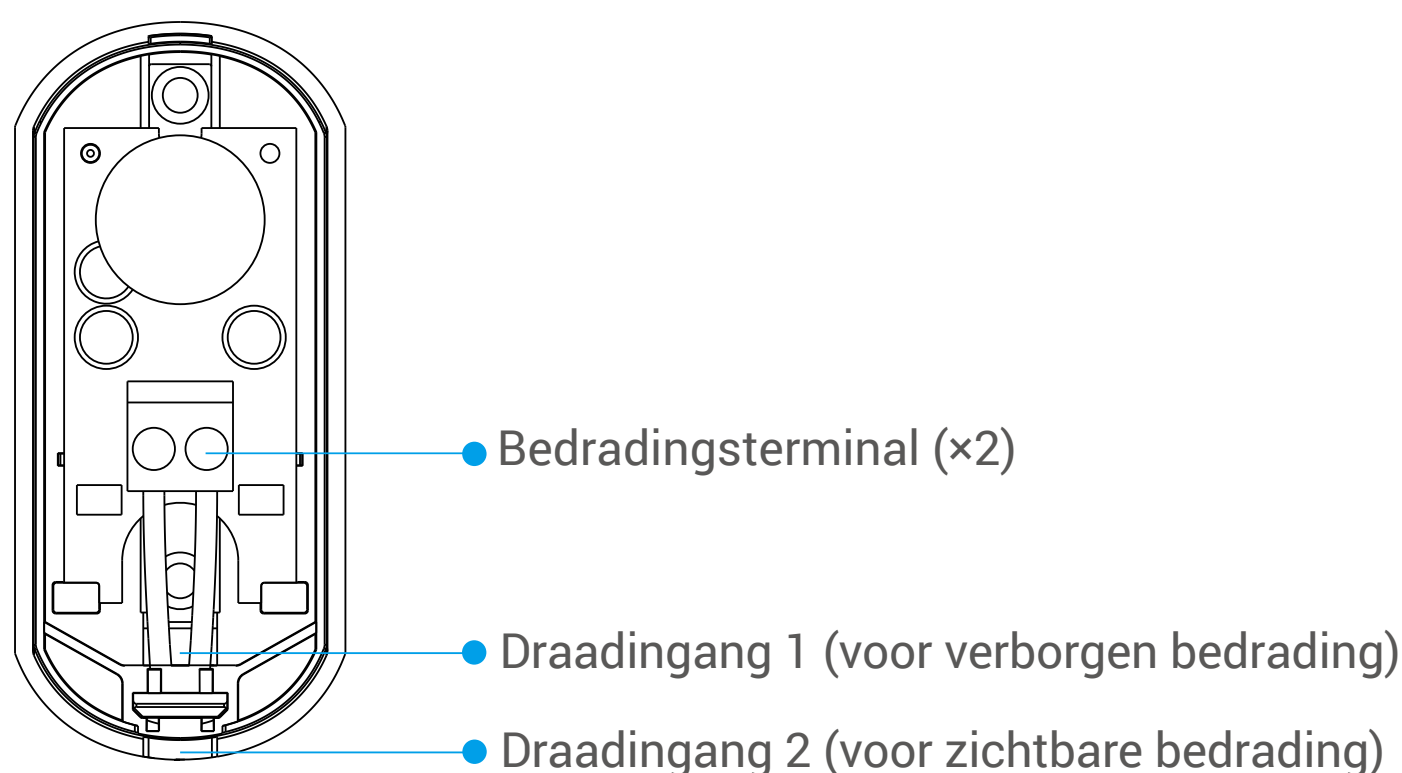 Bedradingsterminal (×2)
Draadingang 1 (voor verborgen bedrading)
Draadingang 2 (voor zichtbare bedrading)